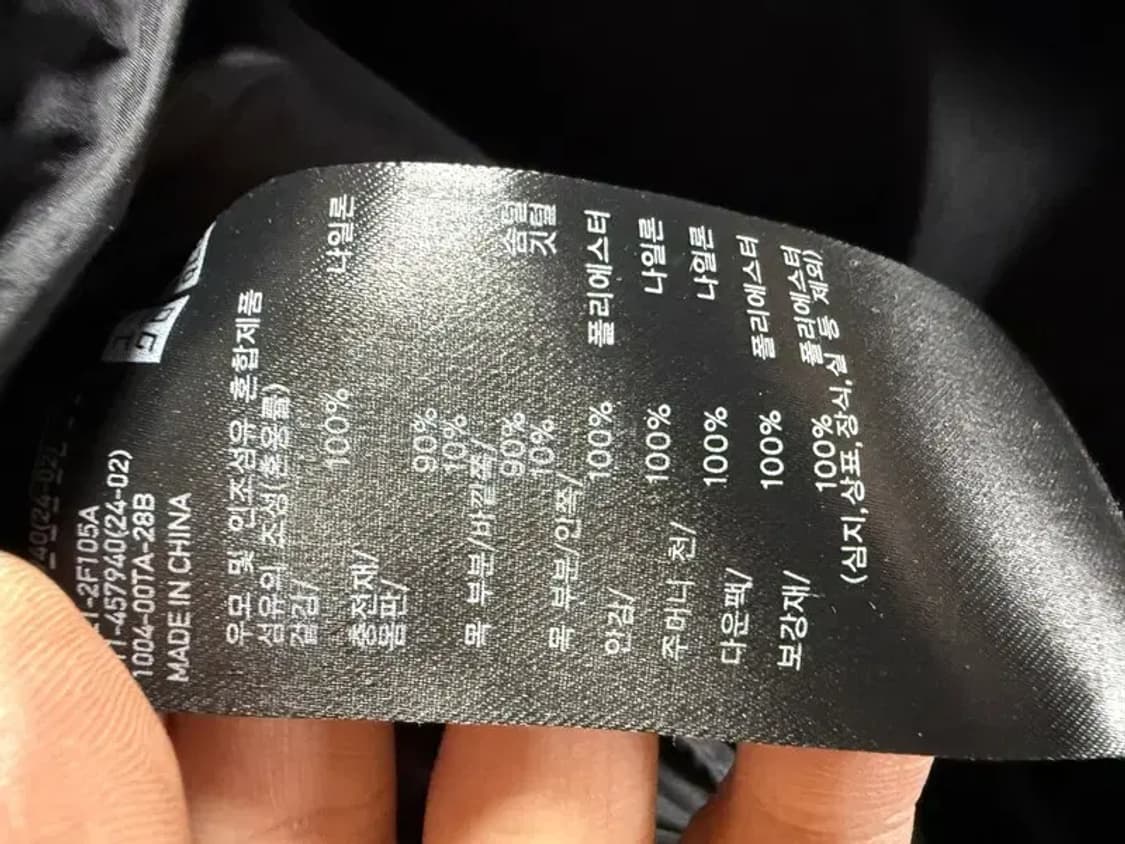 -2F105A
-457940(24-02)
1004-00TA-28B
MADE IN CHINA
우모 및 인조섬유 혼합제품
섬유의 조성(혼용률)
겉감/
100% 나일론
충전재/
몸판/
90%
10%
목 부분/바깥쪽/
90% 솜털
10% 깃털
목 부분/안쪽/
100% 폴리에스터
안감/
100% 나일론
주머니 천/
100% 나일론
다운팩/
100% 폴리에스터
보강재/
100% 폴리에스터
(심지,상표,장식,실 등 제외)